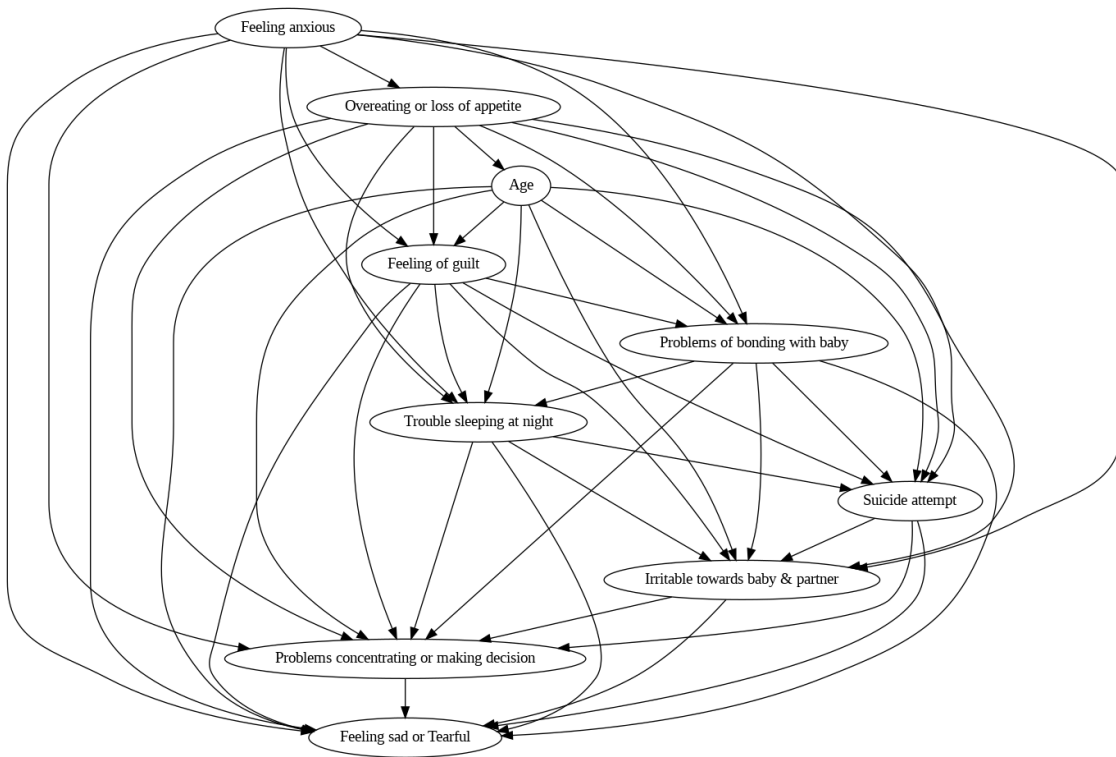 Feeling anxious
Overeating or loss of appetite
Age
Feeling of guilt
Problems of bonding with baby
Trouble sleeping at night
Suicide attempt
Irritable towards baby & partner
Problems concentrating or making decision
Feeling sad or Tearful